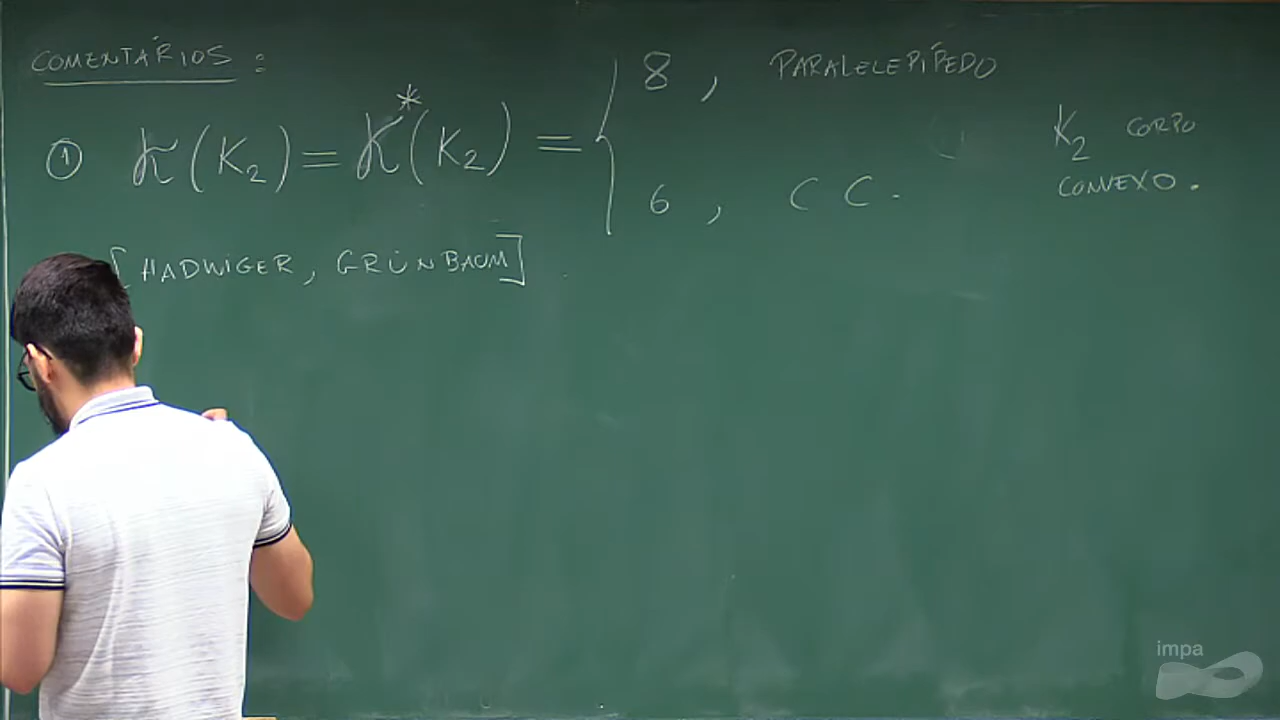 COMENTÁRIOS :
① K(K₂) = K*(K₂) = { 8 , PARALELEPÍPEDO
6 , C C .
K₂ CORPO
CONVEXO .
[HADWIGER, GRÜNBAUM]
impa